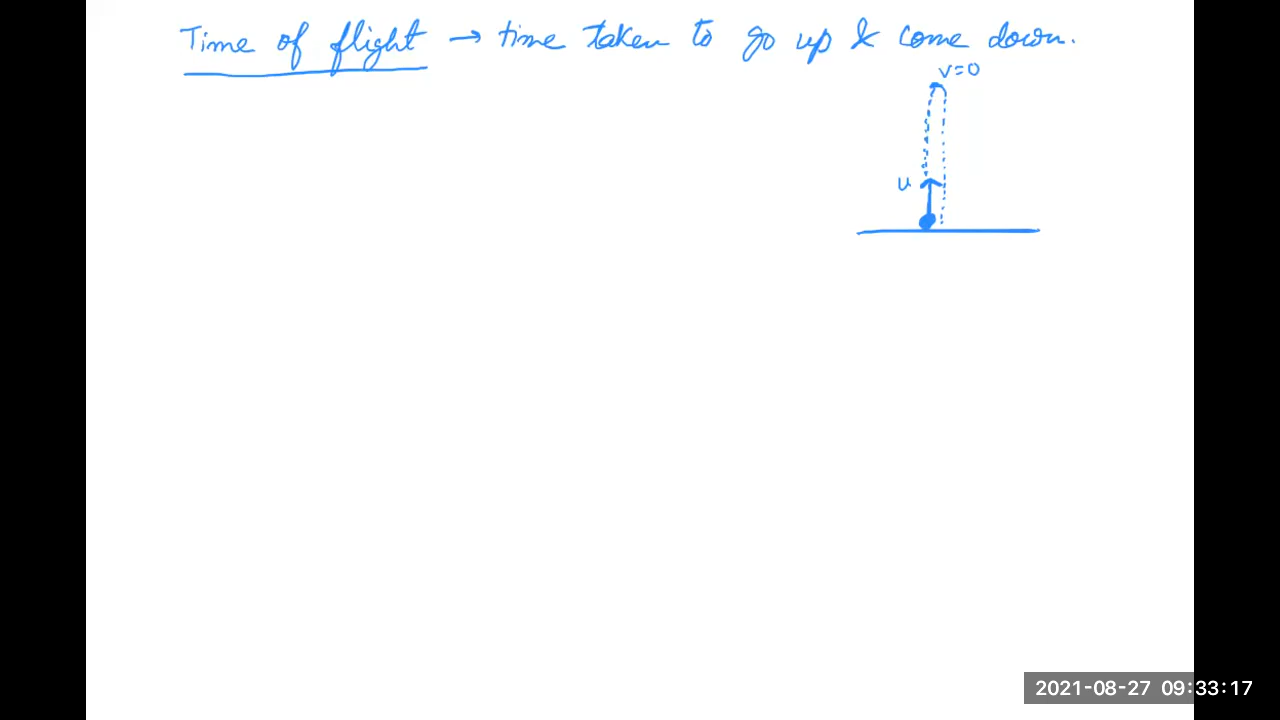 Time of flight → time taken to go up & come down.
v=0
u
2021-08-27 09:33:17